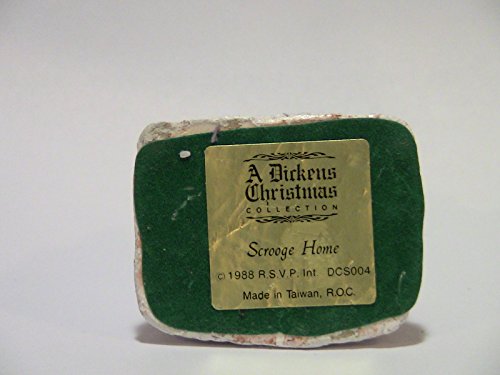 A Dickens
Christmas
COLLECTION
Scrooge Home
© 1988 R.S.V.P. Int. DCS004
Made in Taiwan, R.O.C.